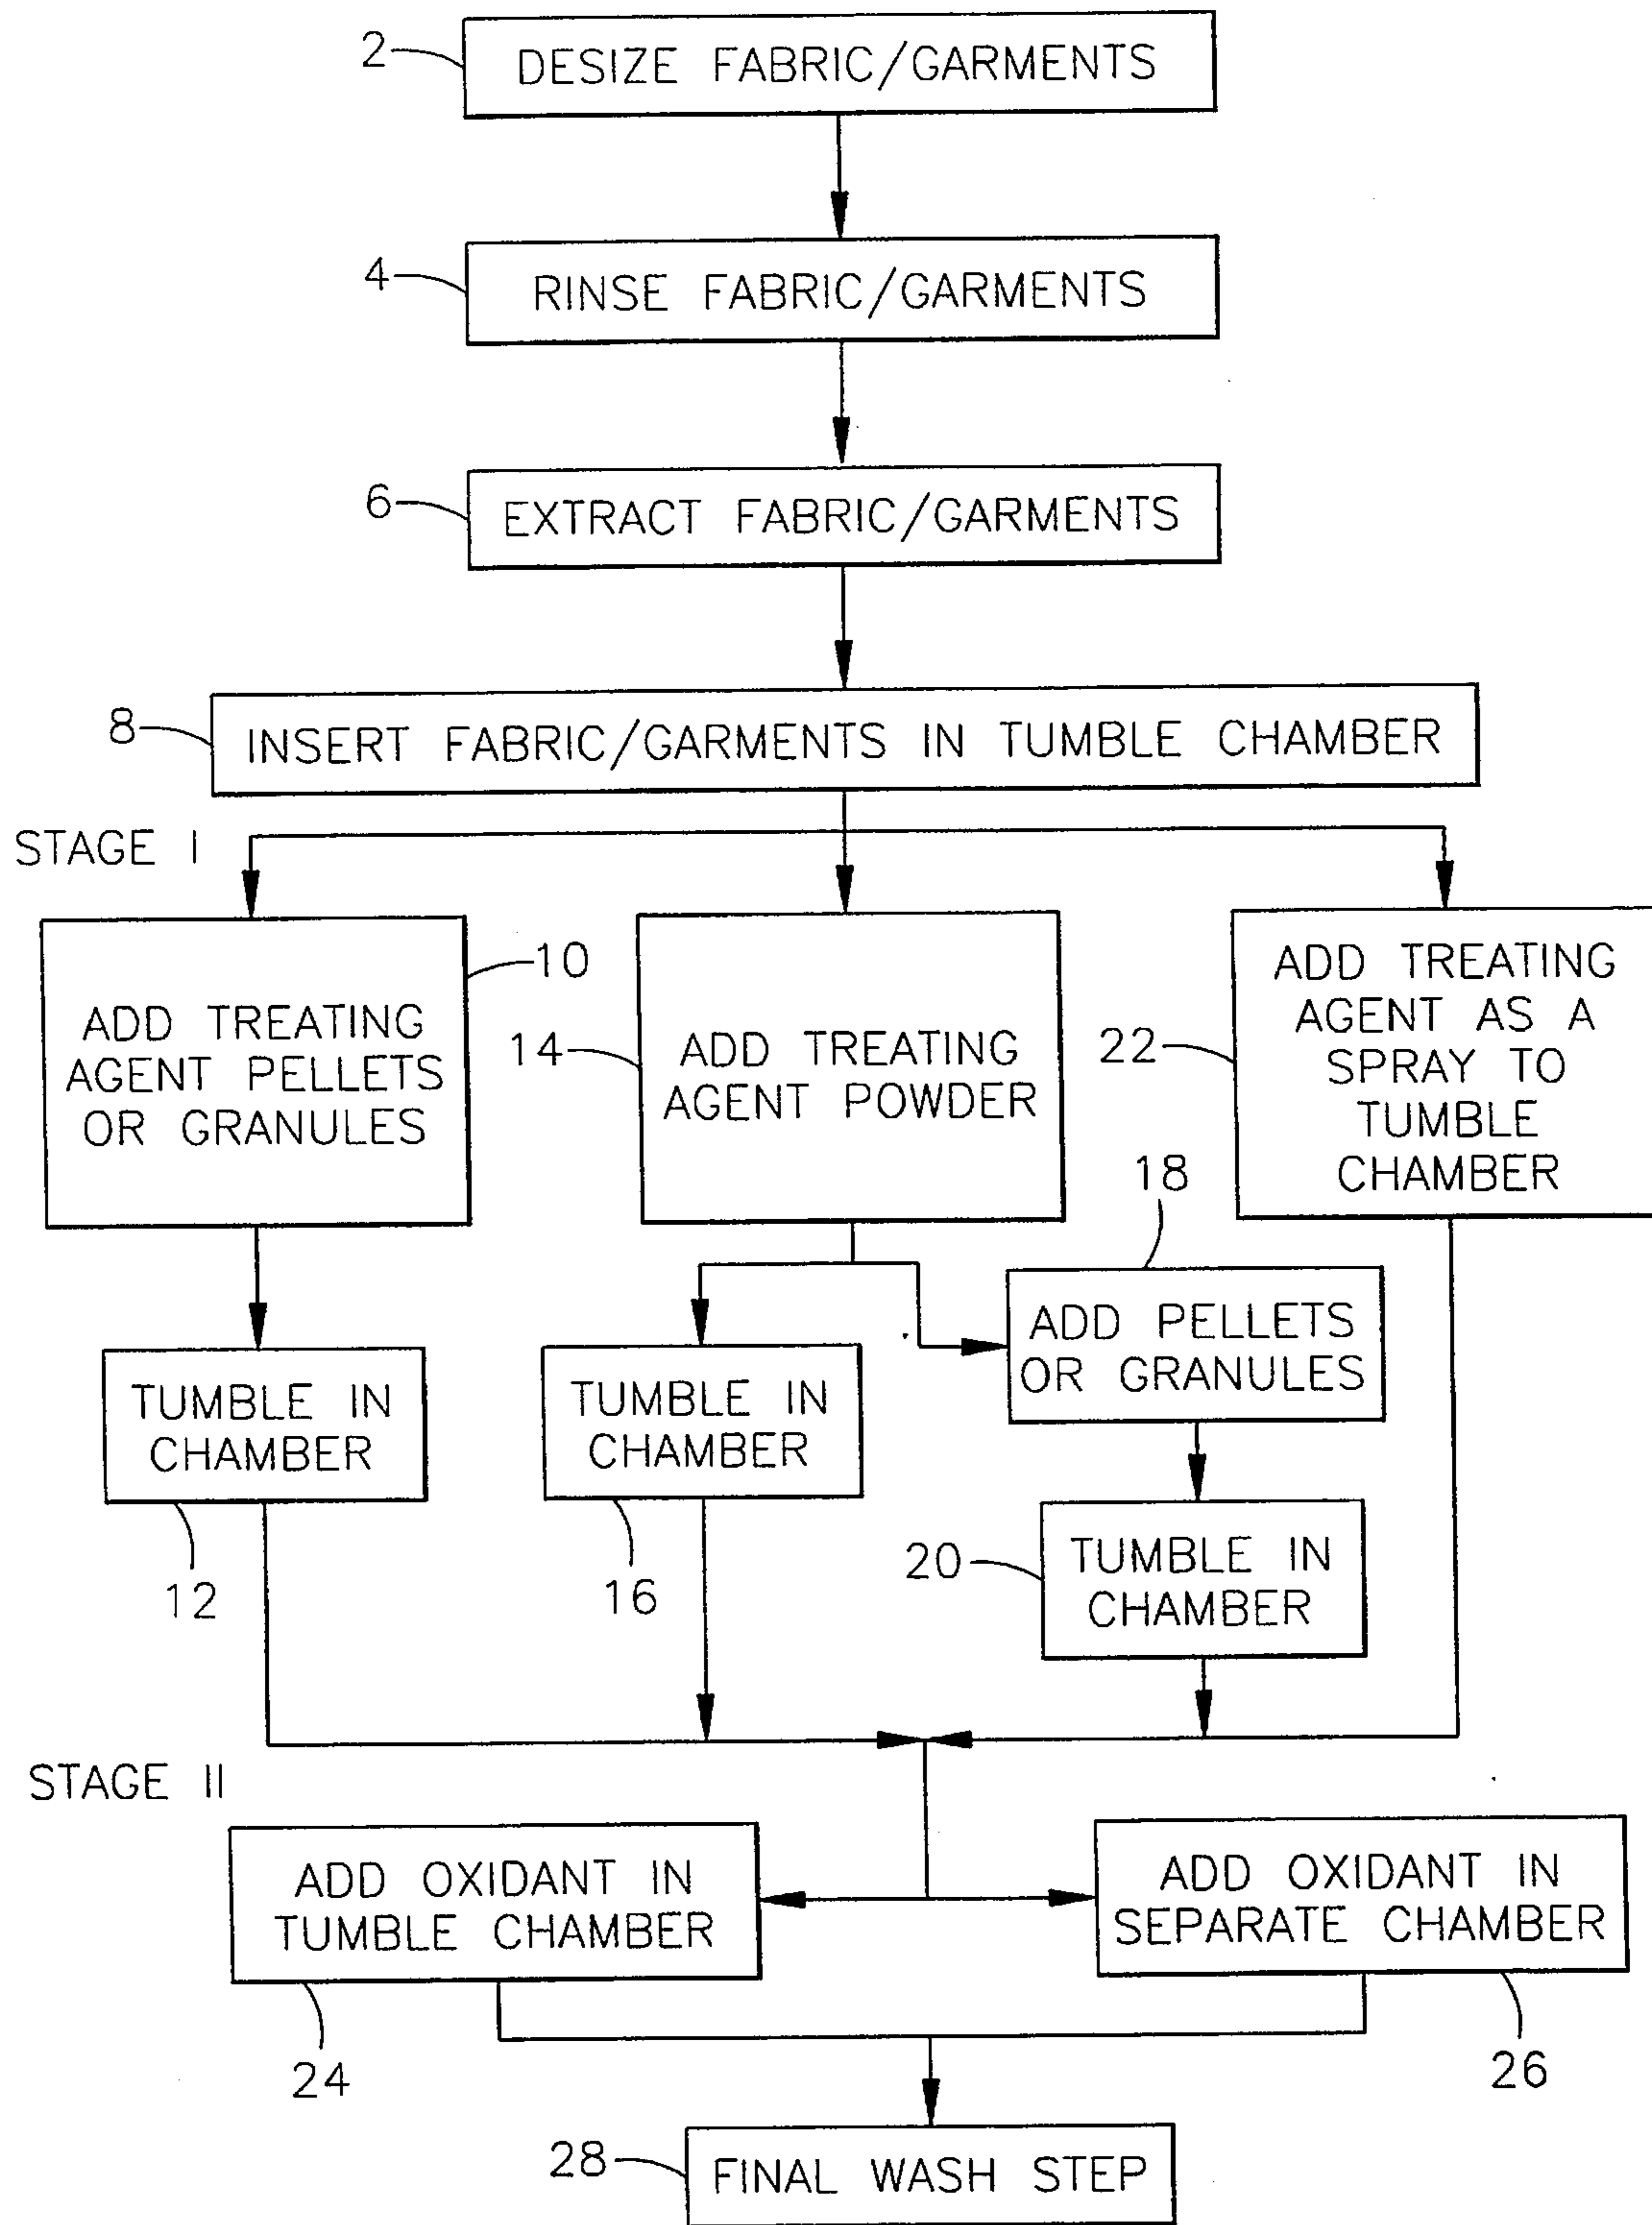 2
DESIZE FABRIC/GARMENTS
4
RINSE FABRIC/GARMENTS
6
EXTRACT FABRIC/GARMENTS
8
INSERT FABRIC/GARMENTS IN TUMBLE CHAMBER
STAGE I
10
ADD TREATING
AGENT PELLETS
OR GRANULES
14
ADD TREATING
AGENT POWDER
22
ADD TREATING
AGENT AS A
SPRAY TO
TUMBLE
CHAMBER
18
ADD PELLETS
OR GRANULES
TUMBLE IN
CHAMBER
12
TUMBLE IN
CHAMBER
16
20
TUMBLE IN
CHAMBER
STAGE II
ADD OXIDANT IN
TUMBLE CHAMBER
24
ADD OXIDANT IN
SEPARATE CHAMBER
26
28
FINAL WASH STEP